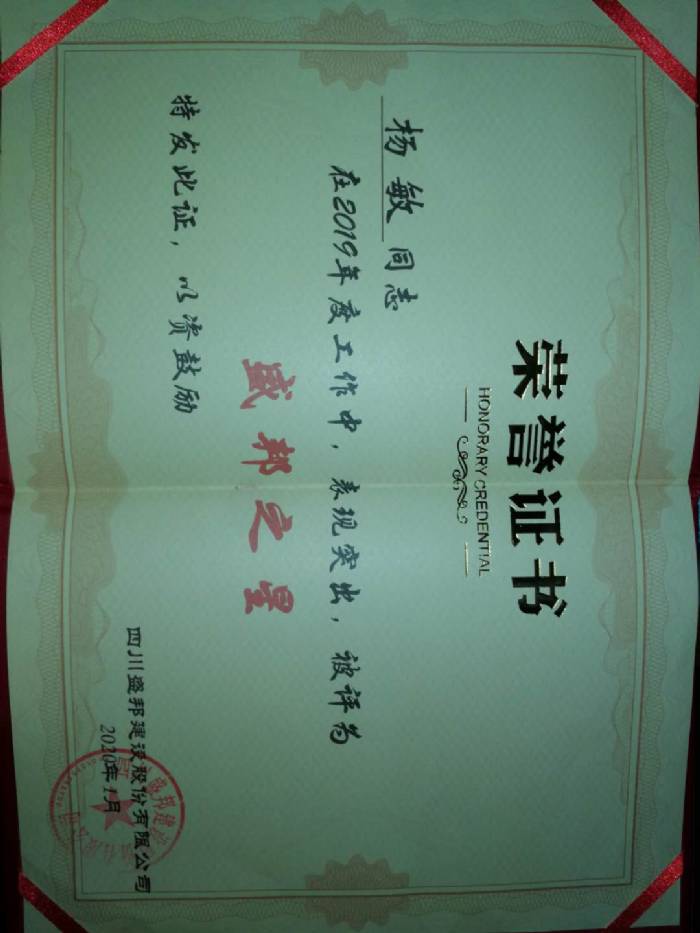 荣誉证书
HONORARY CREDENTIAL
杨敏同志
在2019年度工作中，表现突出，被评为
盛邦之星
特发此证，以资鼓励
四川盛邦建设股份有限公司
2020年1月